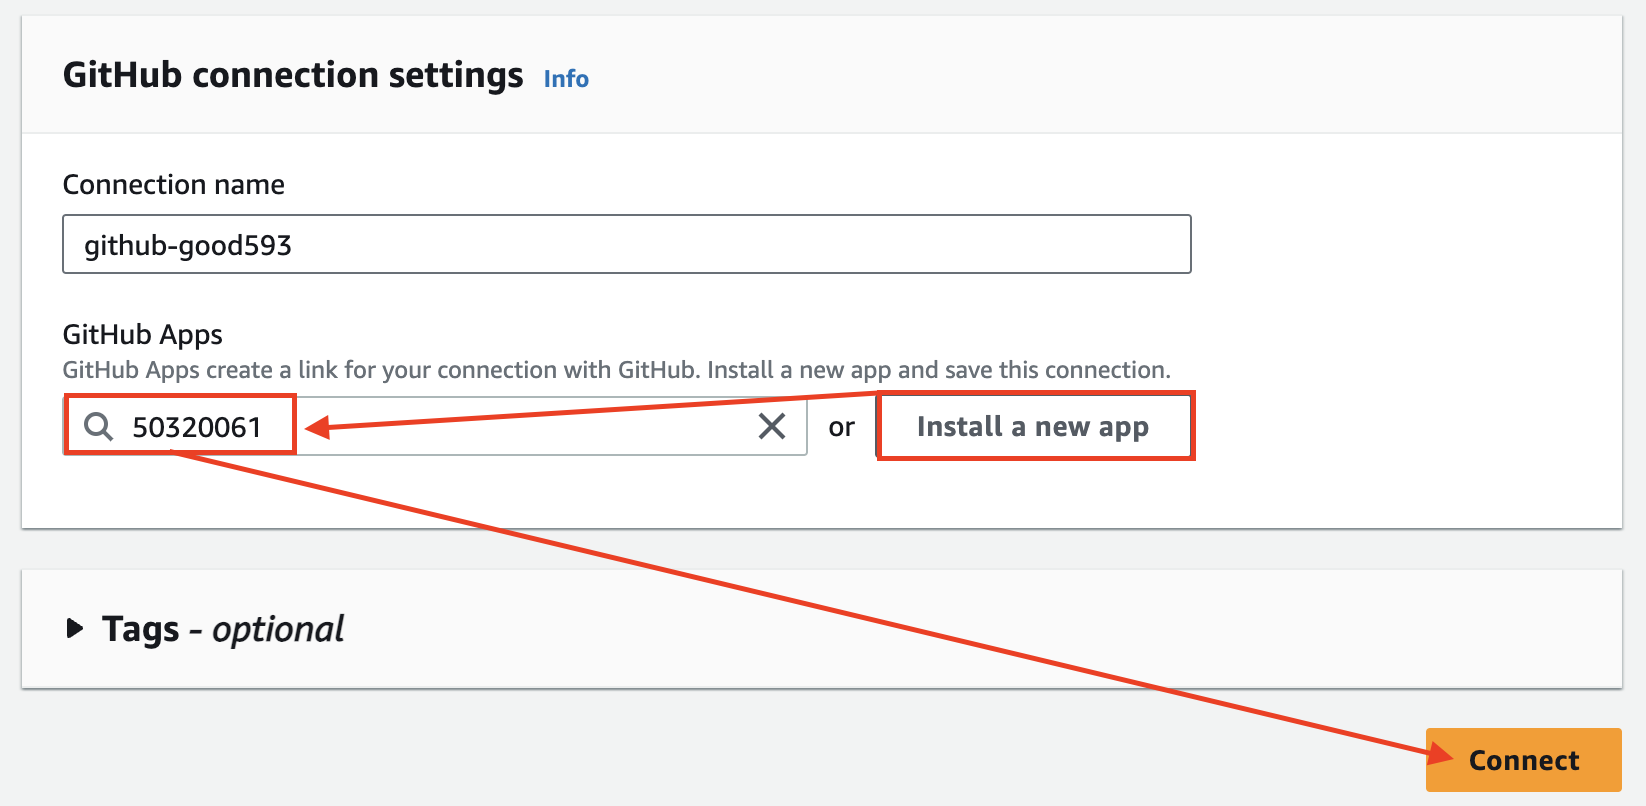 GitHub connection settings Info
Connection name
github-good593
GitHub Apps
GitHub Apps create a link for your connection with GitHub. Install a new app and save this connection.
50320061 or Install a new app
Tags - optional
Connect